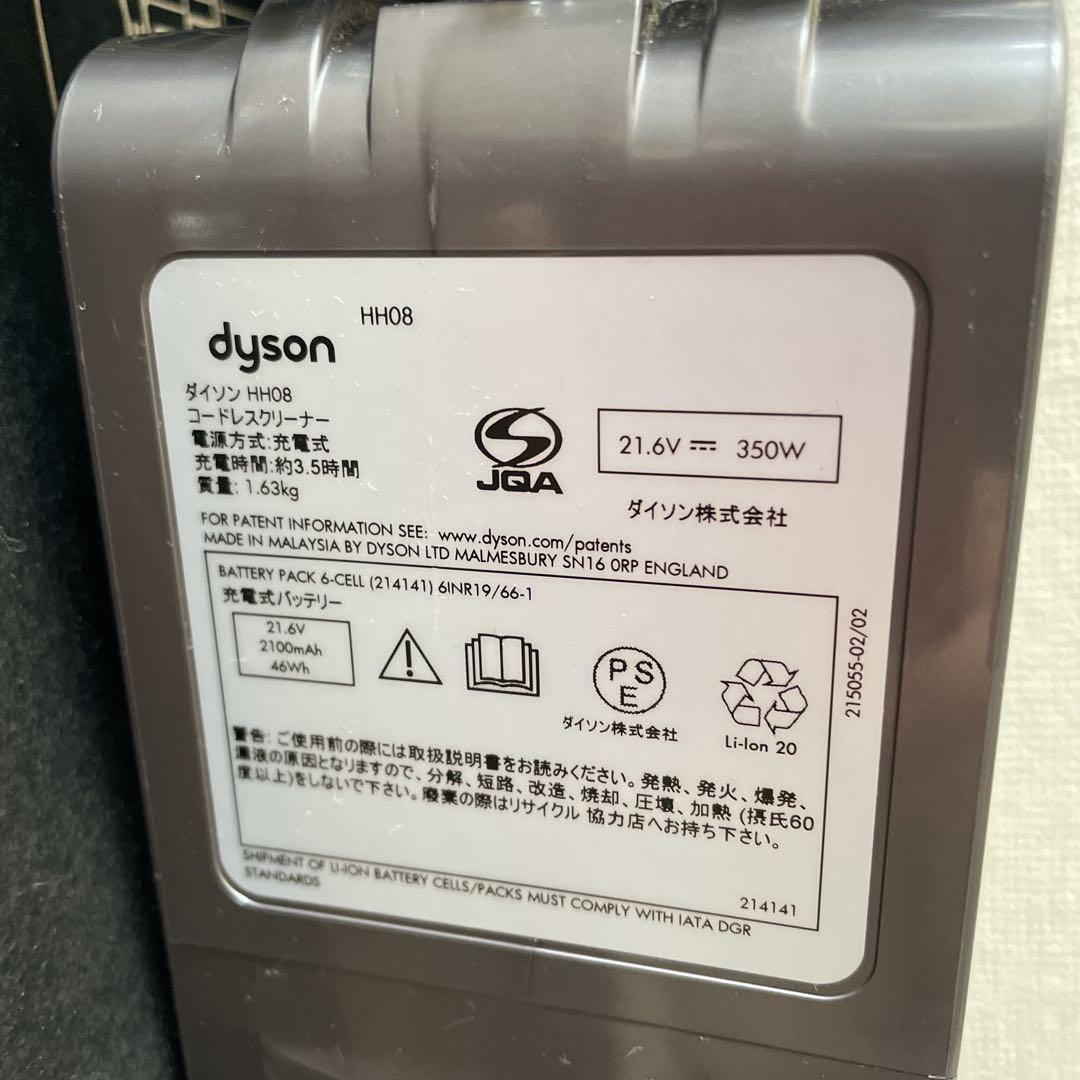 HH08
dyson
ダイソン HH08
コードレスクリーナー
電源方式:充電式
充電時間:約3.5時間
質量: 1.63kg
JQA
21.6V 350W
ダイソン株式会社
FOR PATENT INFORMATION SEE: www.dyson.com/patents
MADE IN MALAYSIA BY DYSON LTD MALMESBURY SN16 0RP ENGLAND
BATTERY PACK 6-CELL (214141) 6INR19/66-1
充電式バッテリー
21.6V
2100mAh
46Wh
PS
E
ダイソン株式会社
Li-Ion 20
215055-02/02
警告: ご使用前の際には取扱説明書をお読みください。発熱、発火、爆発、
漏液の原因となりますので、分解、短路、改造、焼却、圧壊、加熱 (摂氏60
度以上)をしないで下さい。廃棄の際はリサイクル 協力店へお持ち下さい。
SHIPMENT OF LI-ION BATTERY CELLS/PACKS MUST COMPLY WITH IATA DGR
STANDARDS
214141